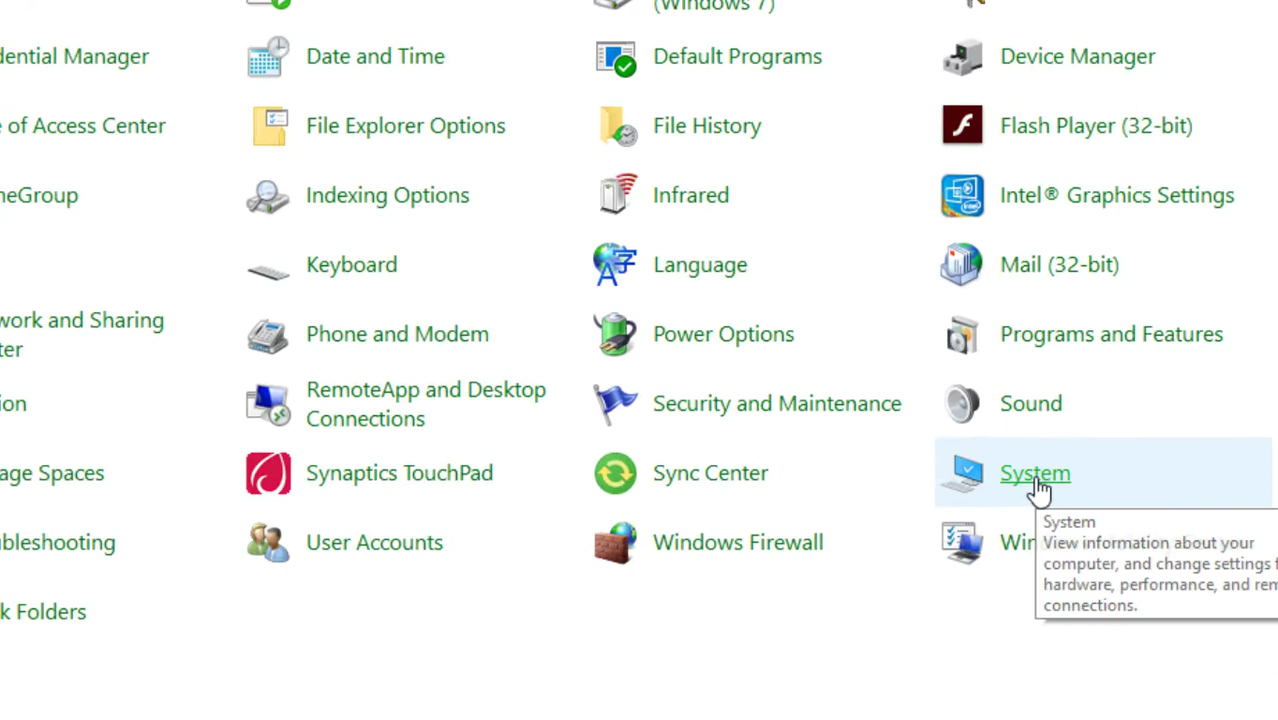 (Windows 7)
dential Manager
Date and Time
Default Programs
Device Manager
e of Access Center
File Explorer Options
File History
Flash Player (32-bit)
neGroup
Indexing Options
Infrared
Intel® Graphics Settings
Keyboard
Language
Mail (32-bit)
work and Sharing
ter
Phone and Modem
Power Options
Programs and Features
ion
RemoteApp and Desktop
Connections
Security and Maintenance
Sound
age Spaces
Synaptics TouchPad
Sync Center
System
ubleshooting
User Accounts
Windows Firewall
Win
System
View information about your
computer, and change settings f
hardware, performance, and rem
connections.
k Folders